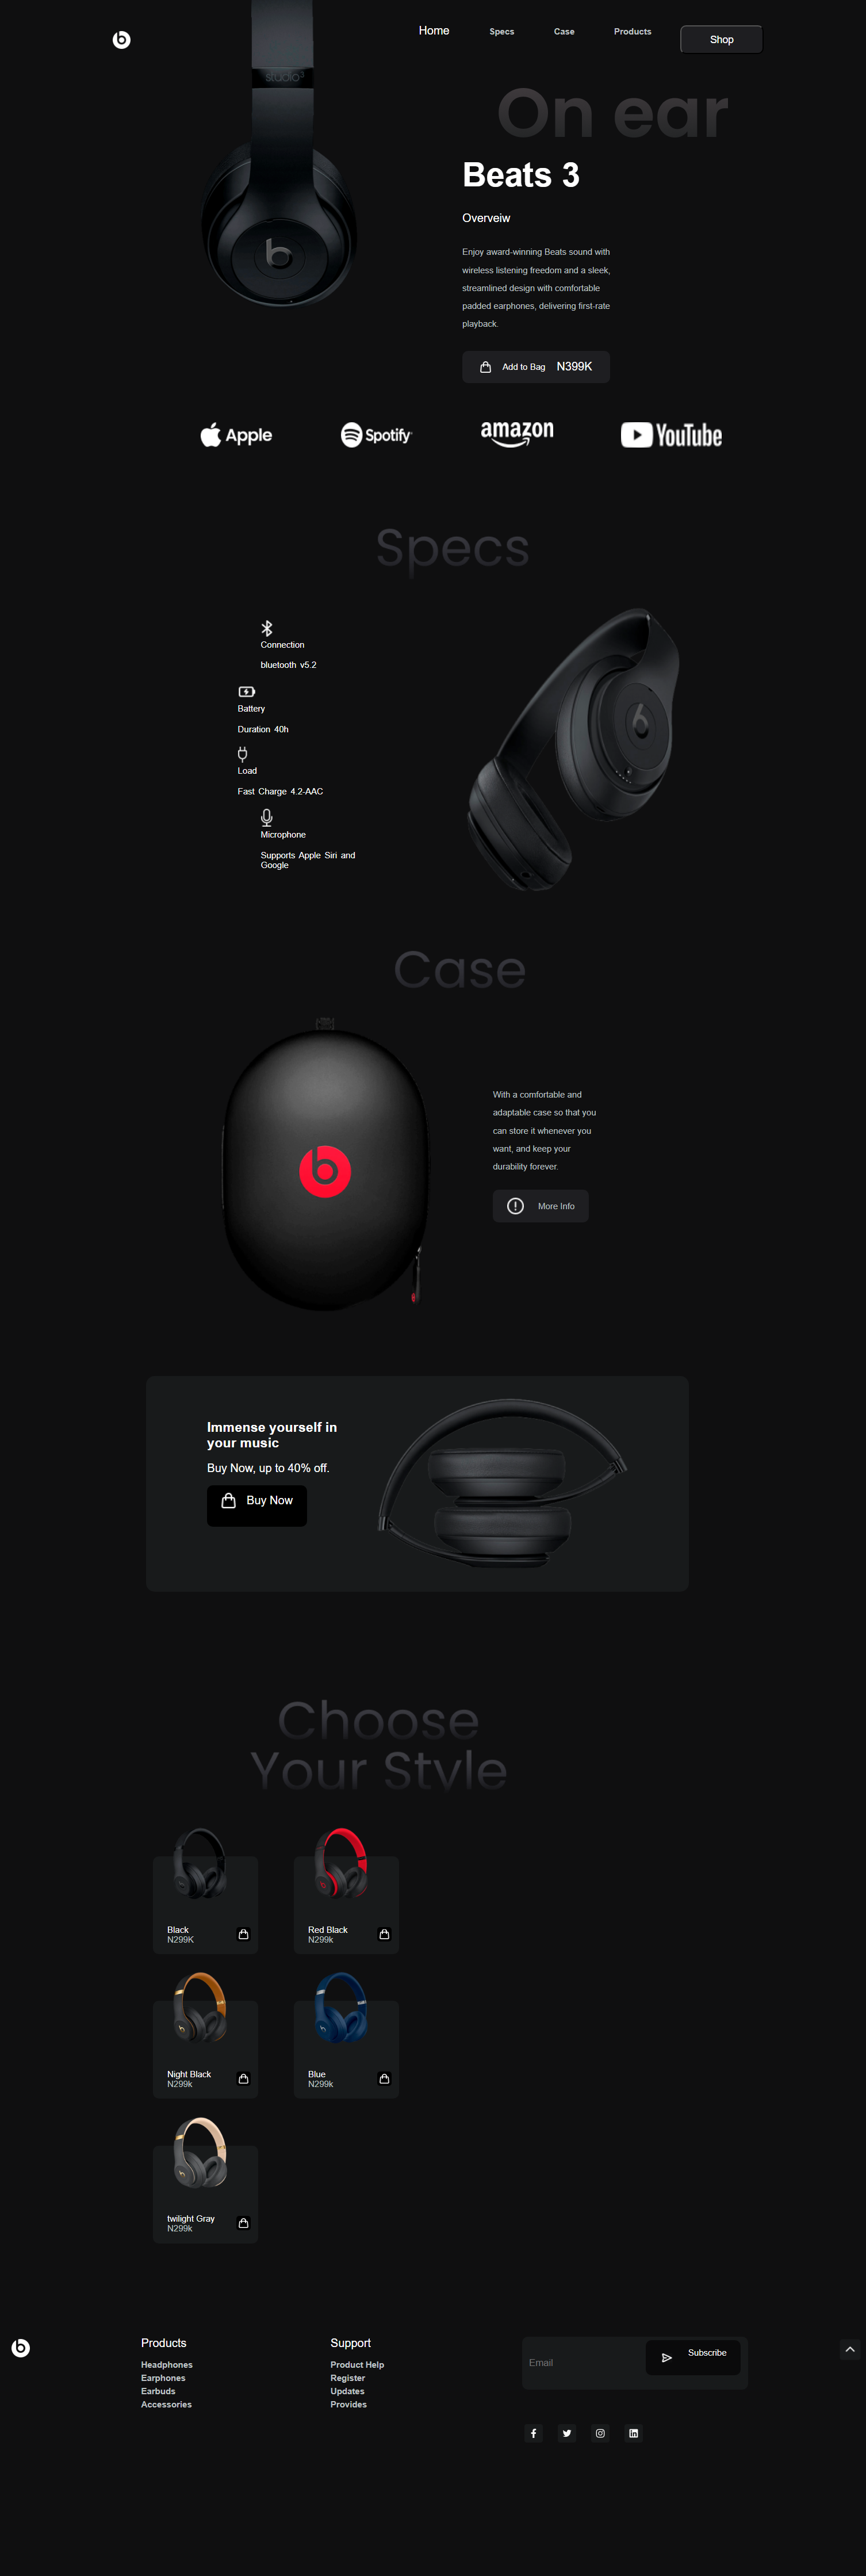 Home
Specs
Case
Products
Shop
studio3
On ear
Beats 3
Overveiw
Enjoy award-winning Beats sound with
wireless listening freedom and a sleek,
streamlined design with comfortable
padded earphones, delivering first-rate
playback.
Add to Bag N399K
Apple
Spotify
amazon
YouTube
Specs
Connection
bluetooth v5.2
Battery
Duration 40h
Load
Fast Charge 4.2-AAC
Microphone
Supports Apple Siri and
Google
Case
With a comfortable and
adaptable case so that you
can store it whenever you
want, and keep your
durability forever.
More Info
Immense yourself in
your music
Buy Now, up to 40% off.
Buy Now
Choose
Your Style
Black
N299K
Red Black
N299k
Night Black
N299k
Blue
N299k
twilight Gray
N299k
Products
Headphones
Earphones
Earbuds
Accessories
Support
Product Help
Register
Updates
Provides
Email
Subscribe